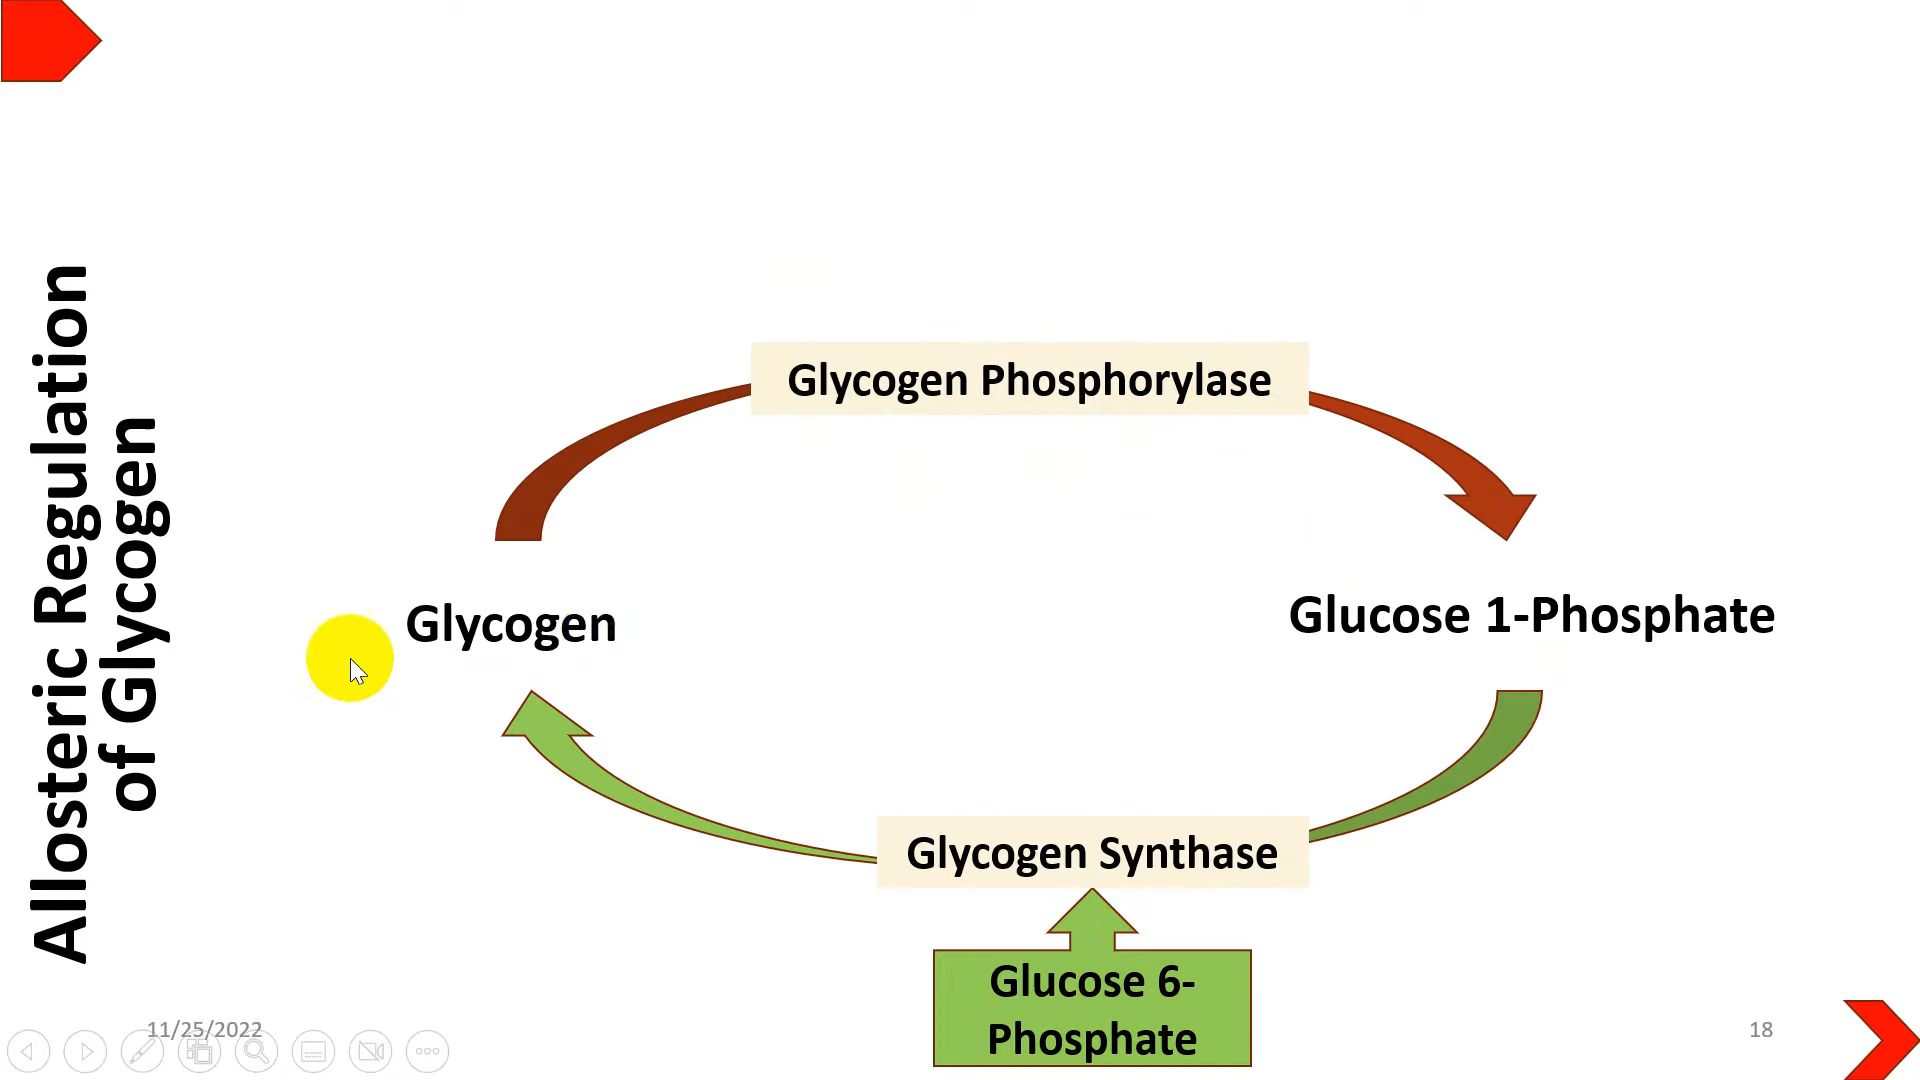 Allosteric Regulation
of Glycogen
Glycogen Phosphorylase
Glycogen
Glucose 1-Phosphate
Glycogen Synthase
Glucose 6-
Phosphate
11/25/2022
18